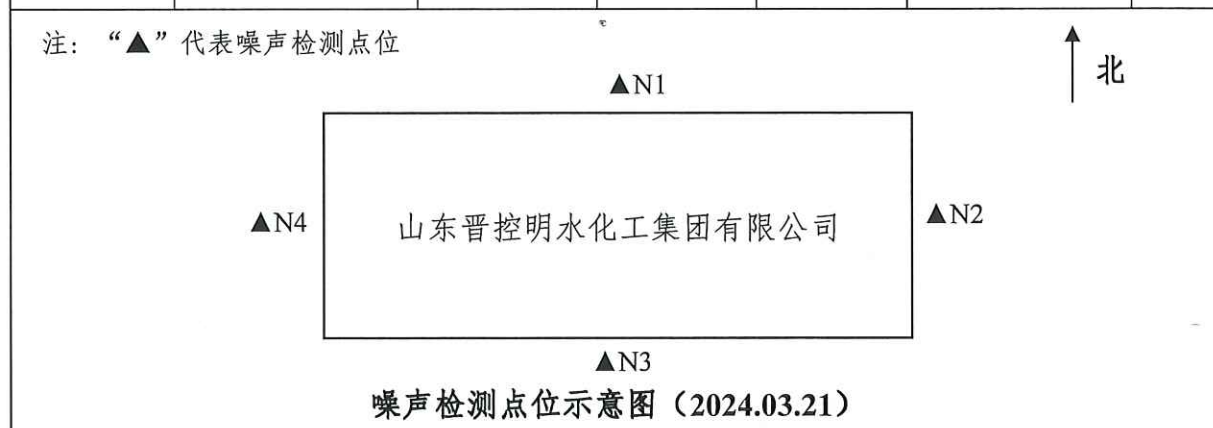 注：“▲”代表噪声检测点位
北
▲N1
▲N4
山东晋控明水化工集团有限公司
▲N2
▲N3
噪声检测点位示意图（2024.03.21）